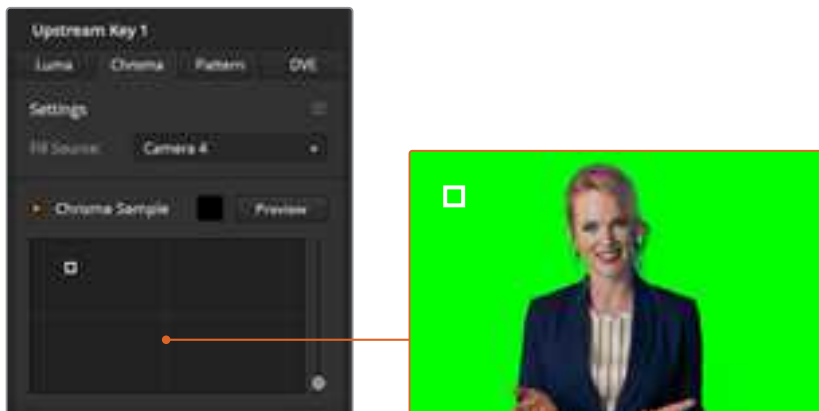 Upstream Key 1
Luma Chroma Pattern DVE
Settings
Fill Source: Camera 4
Chroma Sample Preview